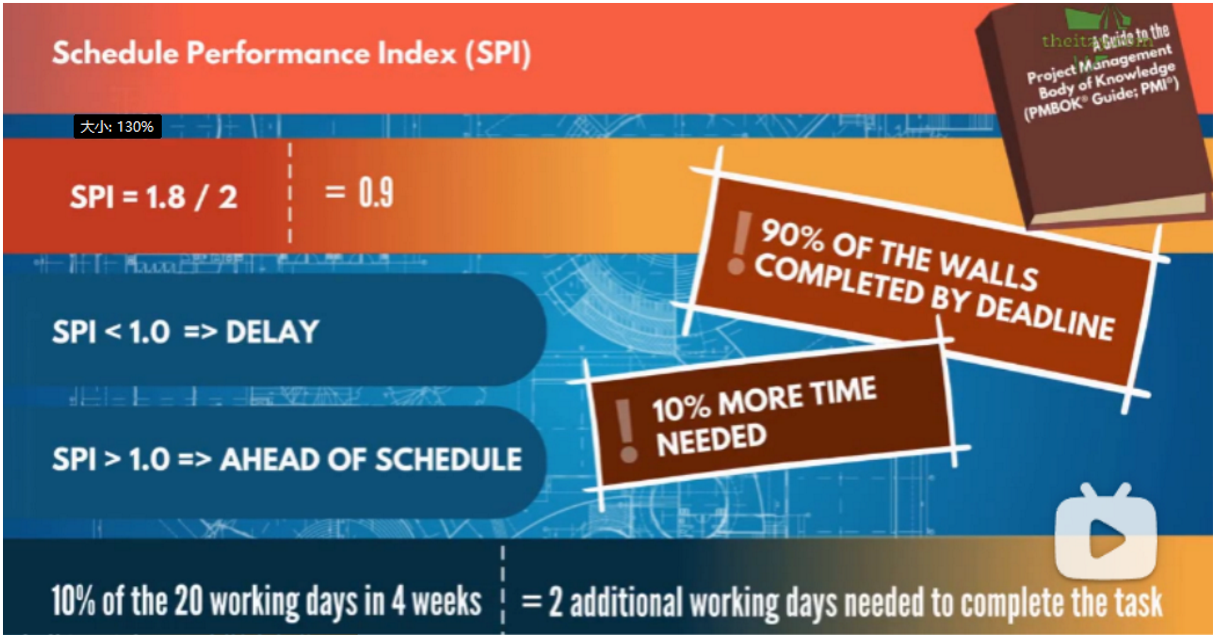 Schedule Performance Index (SPI)
A Guide to the
Project Management
Body of Knowledge
(PMBOK® Guide; PMI®)
大小: 130%
SPI = 1.8 / 2
= 0.9
! 90% OF THE WALLS
COMPLETED BY DEADLINE
SPI < 1.0 => DELAY
! 10% MORE TIME
NEEDED
SPI > 1.0 => AHEAD OF SCHEDULE
10% of the 20 working days in 4 weeks
= 2 additional working days needed to complete the task